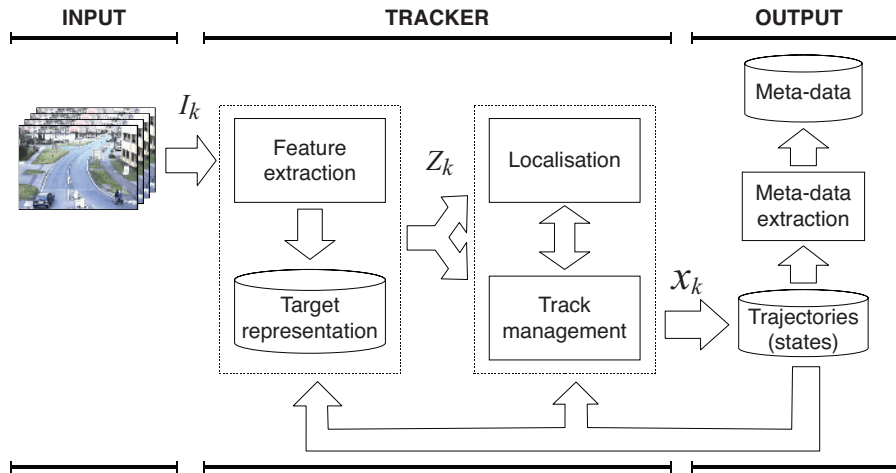 INPUT
TRACKER
OUTPUT
I_k
Feature
extraction
Target
representation
Z_k
Localisation
Track
management
x_k
Meta-data
Meta-data
extraction
Trajectories
(states)